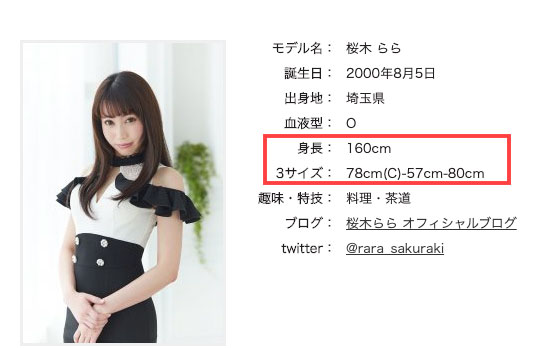 モデル名： 桜木 らら
誕生日： 2000年8月5日
出身地： 埼玉県
血液型： O
身長： 160cm
3サイズ： 78cm(C)-57cm-80cm
趣味・特技： 料理・茶道
ブログ： 桜木らら オフィシャルブログ
twitter： @rara_sakuraki